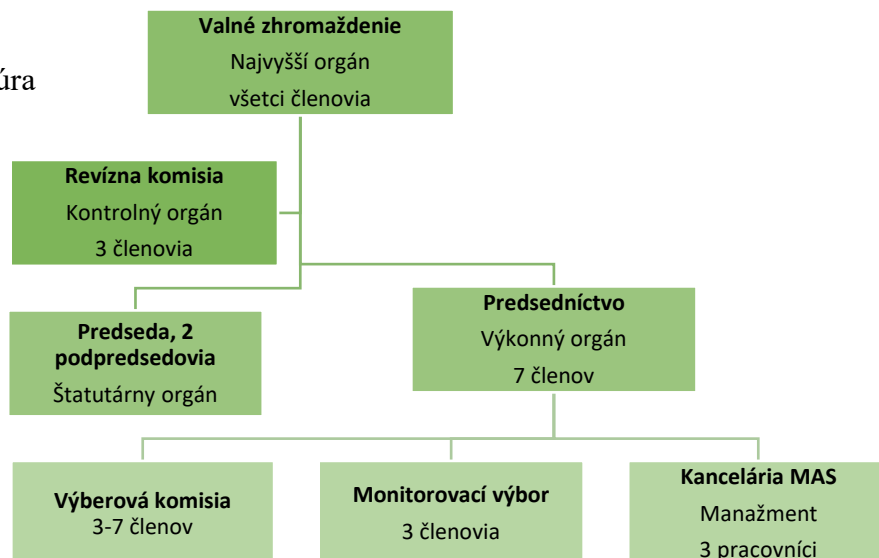 Valné zhromaždenie
Najvyšší orgán
všetci členovia
úra
Revízna komisia
Kontrolný orgán
3 členovia
Predseda, 2
podpredsedovia
Štatutárny orgán
Predsedníctvo
Výkonný orgán
7 členov
Výberová komisia
3-7 členov
Monitorovací výbor
3 členovia
Kancelária MAS
Manažment
3 pracovníci